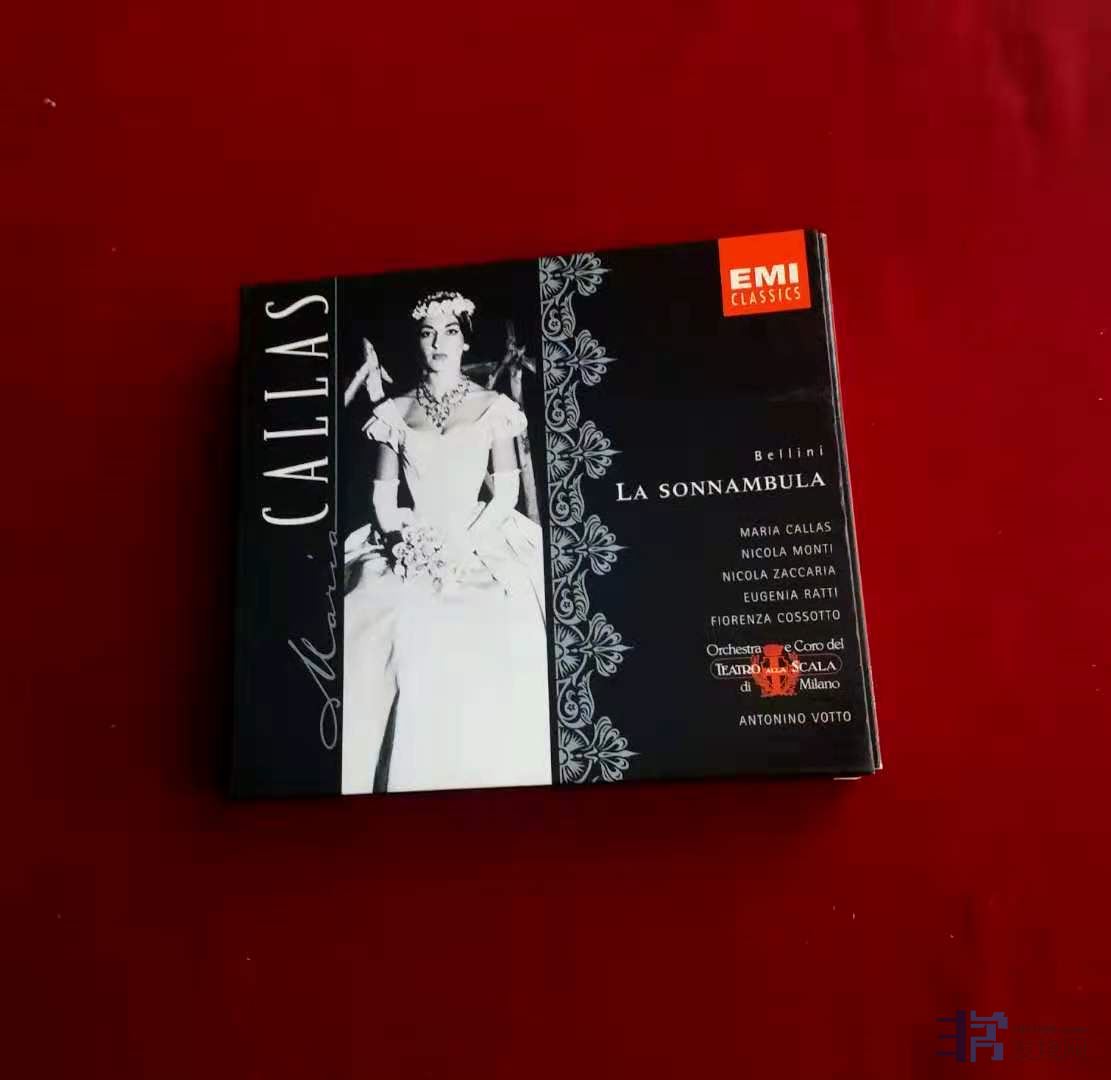 CALLAS
Maria
EMI
CLASSICS
Bellini
LA SONNAMBULA
MARIA CALLAS
NICOLA MONTI
NICOLA ZACCARIA
EUGENIA RATTI
FIORENZA COSSOTTO
Orchestra e Coro del
TEATRO ALLA SCALA
di Milano
ANTONINO VOTTO